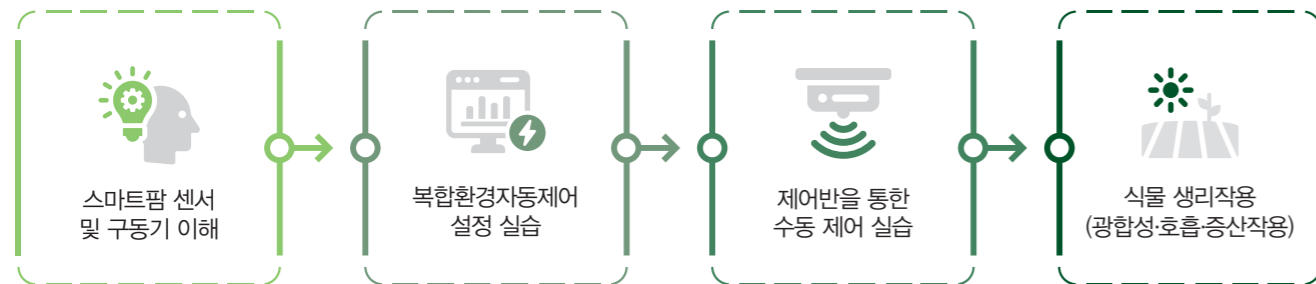 스마트팜 센서
및 구동기 이해
복합환경자동제어
설정 실습
제어반을 통한
수동 제어 실습
식물 생리작용
(광합성·호흡·증산작용)